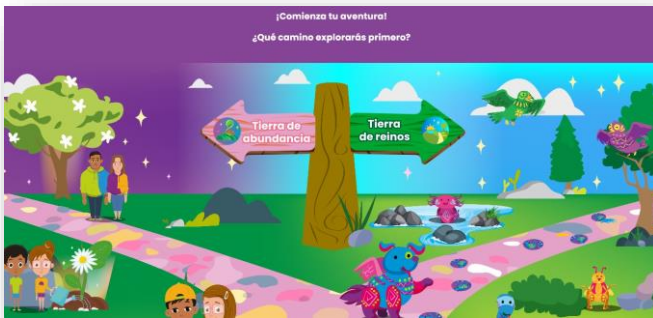 ¡Comienza tu aventura!
¿Qué camino explorarás primero?
Tierra de
abundancia
Tierra
de reinos